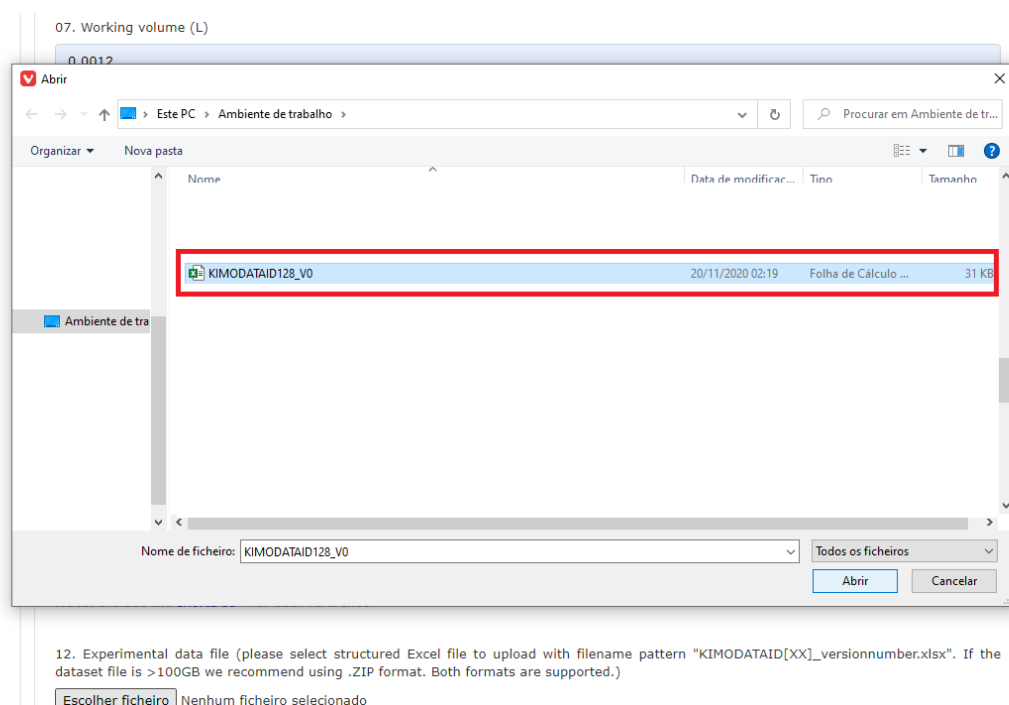 07. Working volume (L)
0.0012
Abrir
Este PC > Ambiente de trabalho >
Procurar em Ambiente de tr...
Organizar
Nova pasta
Nome Data de modificac... Tipo Tamanho
KIMODATAID128_V0 20/11/2020 02:19 Folha de Cálculo ... 31 KB
Ambiente de tra
Nome de ficheiro: KIMODATAID128_V0 Todos os ficheiros
Abrir Cancelar
12. Experimental data file (please select structured Excel file to upload with filename pattern "KIMODATAID[XX]_versionnumber.xlsx". If the
dataset file is >100GB we recommend using .ZIP format. Both formats are supported.)
Escolher ficheiro Nenhum ficheiro selecionado